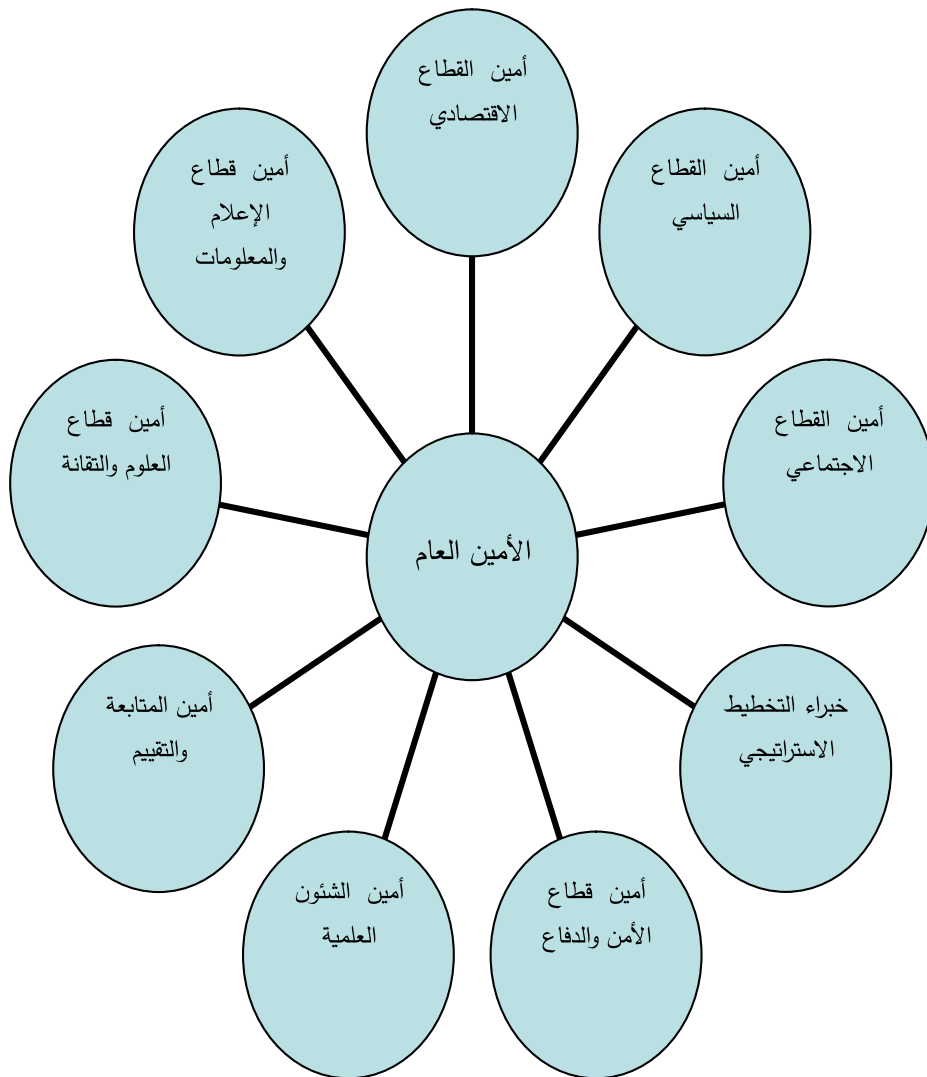 أمين القطاع
الاقتصادي
أمين القطاع
السياسي
أمين القطاع
الاجتماعي
خبراء التخطيط
الاستراتيجي
أمين قطاع
الأمن والدفاع
أمين الشئون
العلمية
أمين المتابعة
والتقييم
أمين قطاع
العلوم والتقانة
أمين قطاع
الإعلام
والمعلومات
الأمين العام